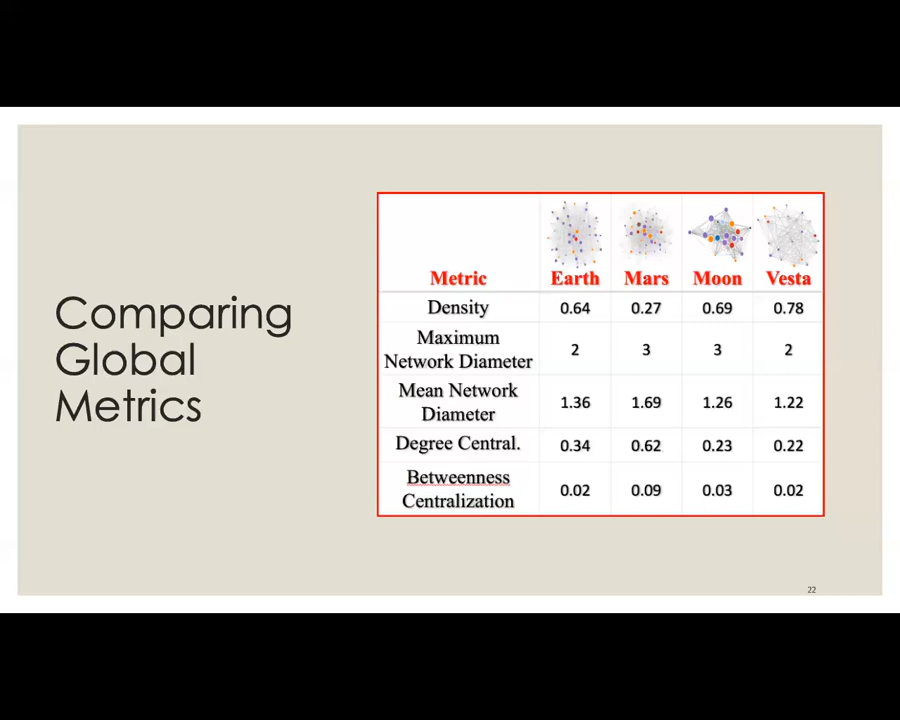 Comparing
Global
Metrics
Metric Earth Mars Moon Vesta
Density 0.64 0.27 0.69 0.78
Maximum
Network Diameter 2 3 3 2
Mean Network
Diameter 1.36 1.69 1.26 1.22
Degree Central. 0.34 0.62 0.23 0.22
Betweenness
Centralization 0.02 0.09 0.03 0.02
22